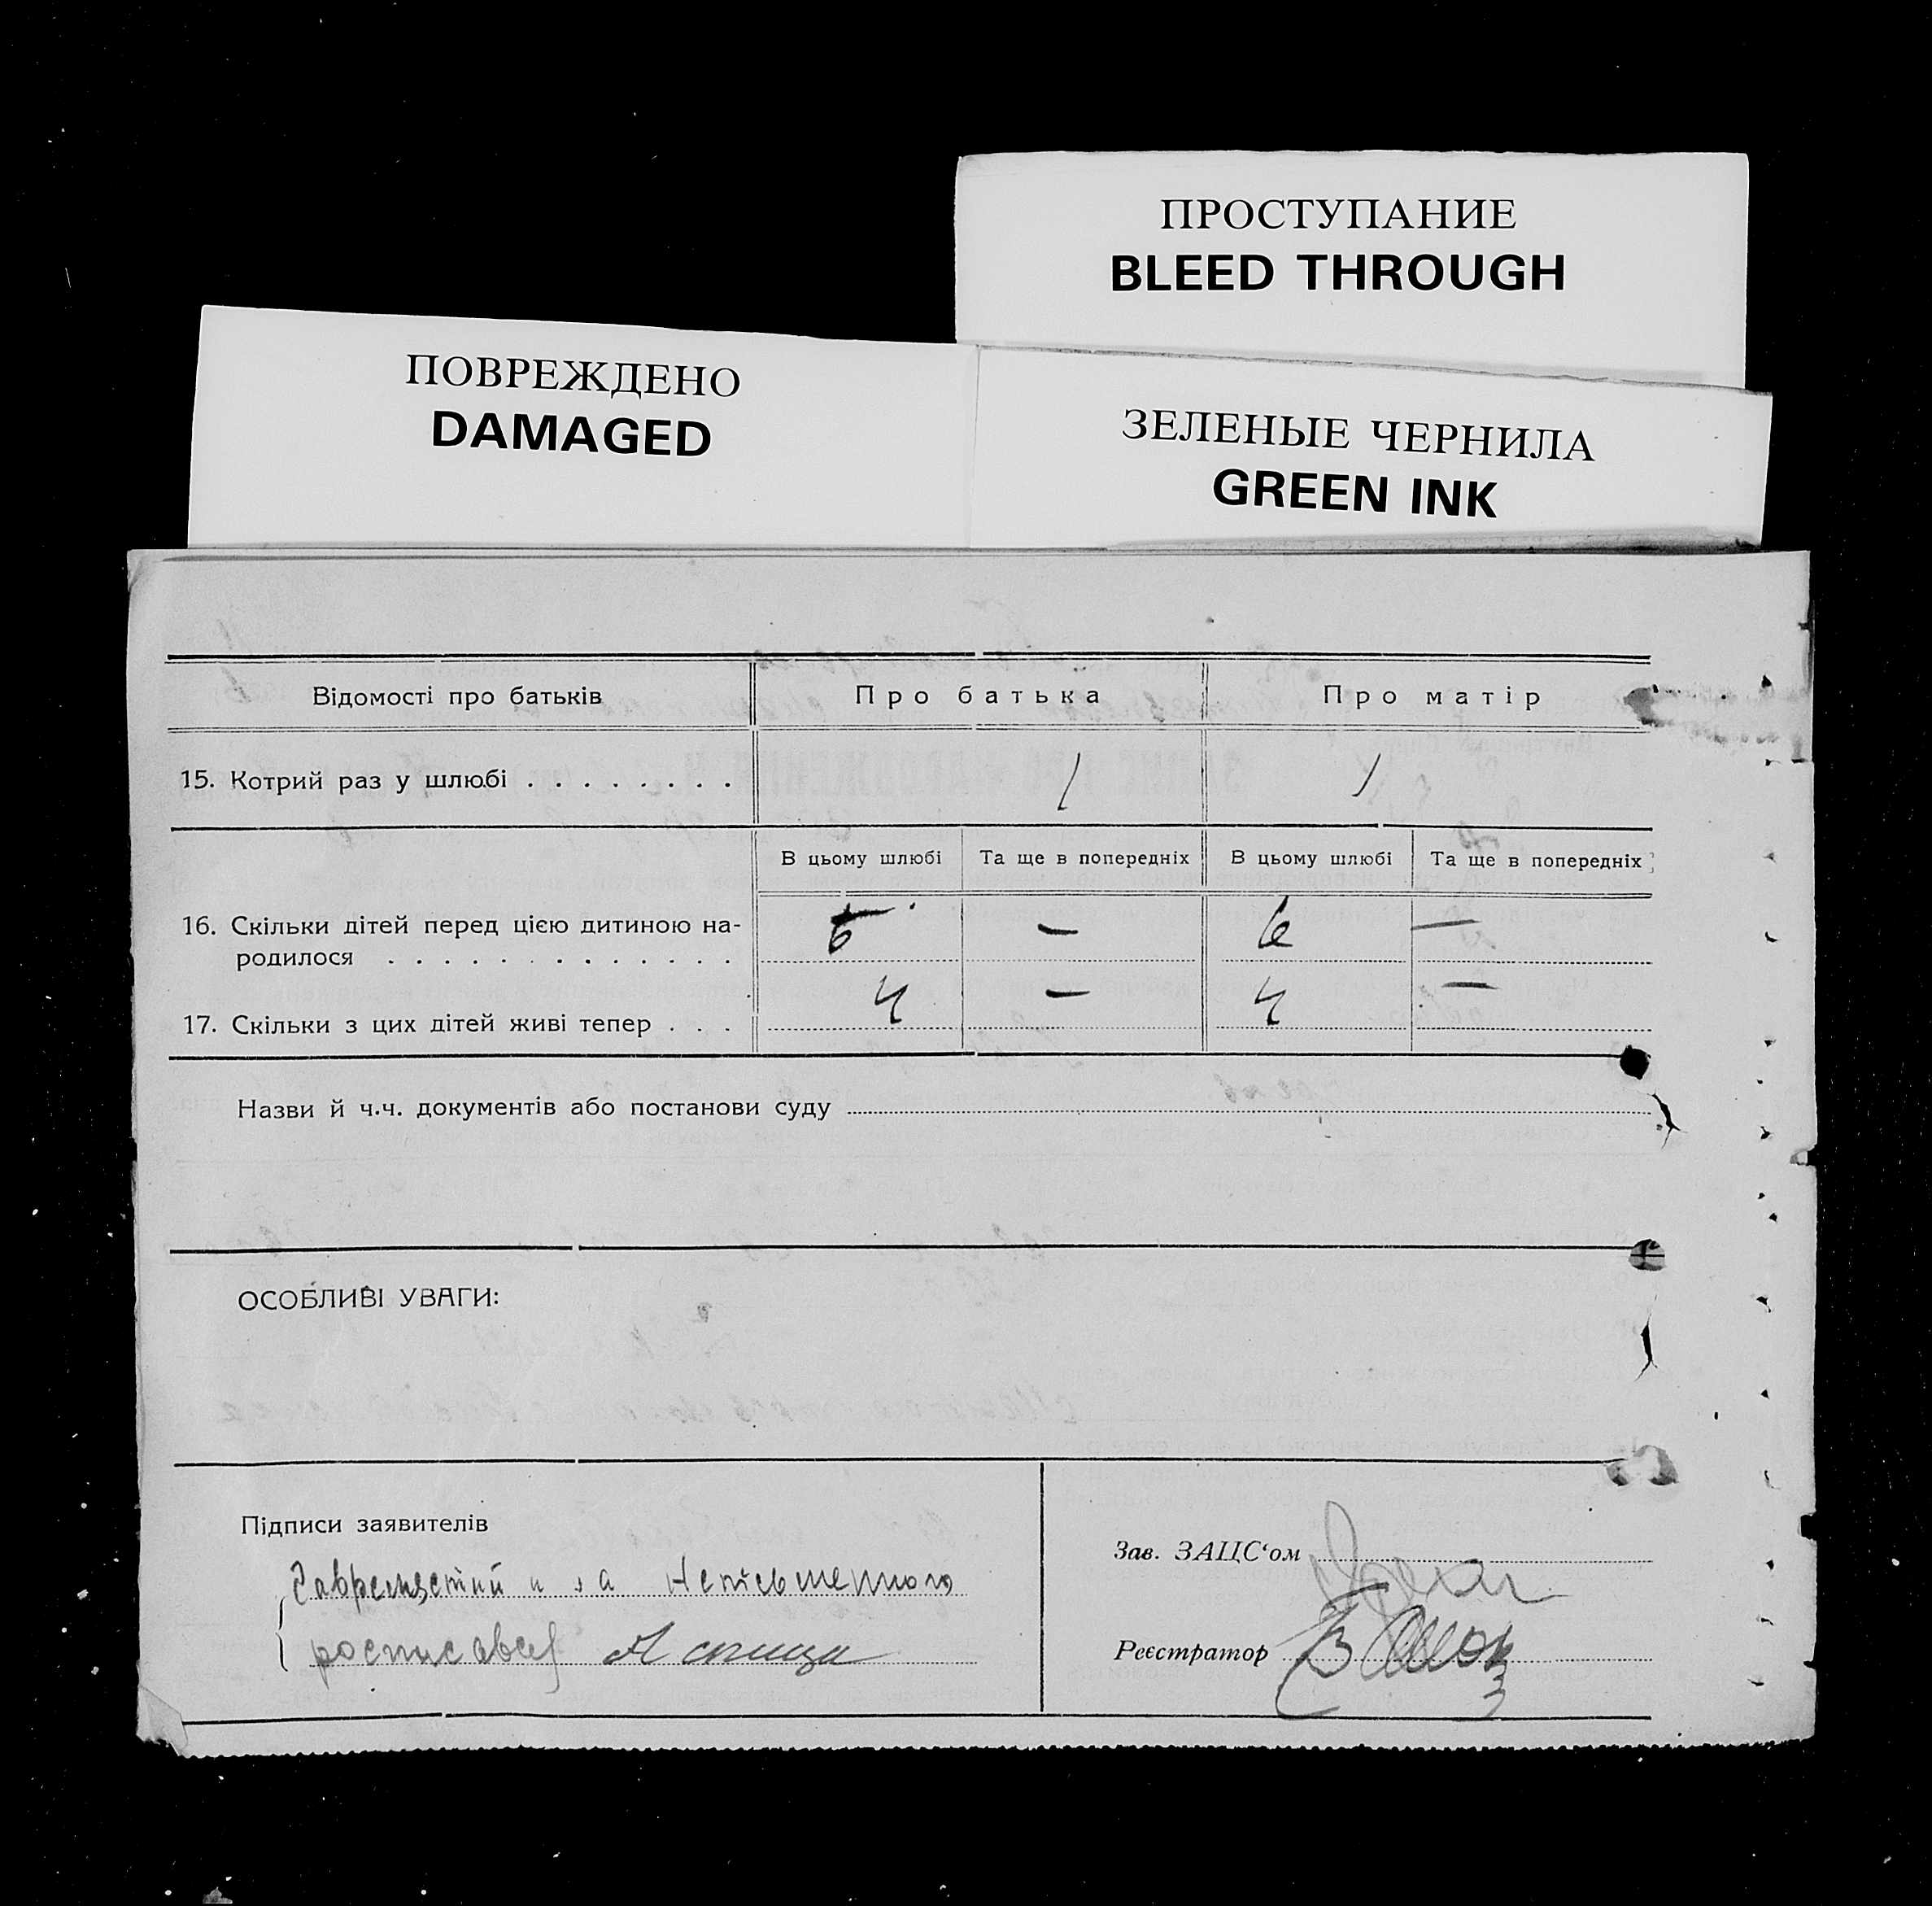 ПРОСТУПАНИЕ
BLEED THROUGH
ПОВРЕЖДЕНО
DAMAGED
ЗЕЛЕНЫЕ ЧЕРНИЛА
GREEN INK
Відомості про батьків Про батька Про матір
15. Котрий раз у шлюбі . . . . . . . . 1 1
В цьому шлюбі Та ще в попередніх В цьому шлюбі Та ще в попередніх
16. Скільки дітей перед цією дитиною на- — 6 —
родилося . . . . . . . . . . . . .
17. Скільки з цих дітей живі тепер . . . 4 — 4 —
Назви й ч.ч. документів або постанови суду
ОСОБЛИВІ УВАГИ:
Підписи заявителів
и за
росписався
Зав. ЗАЦС‘ом
Реєстратор